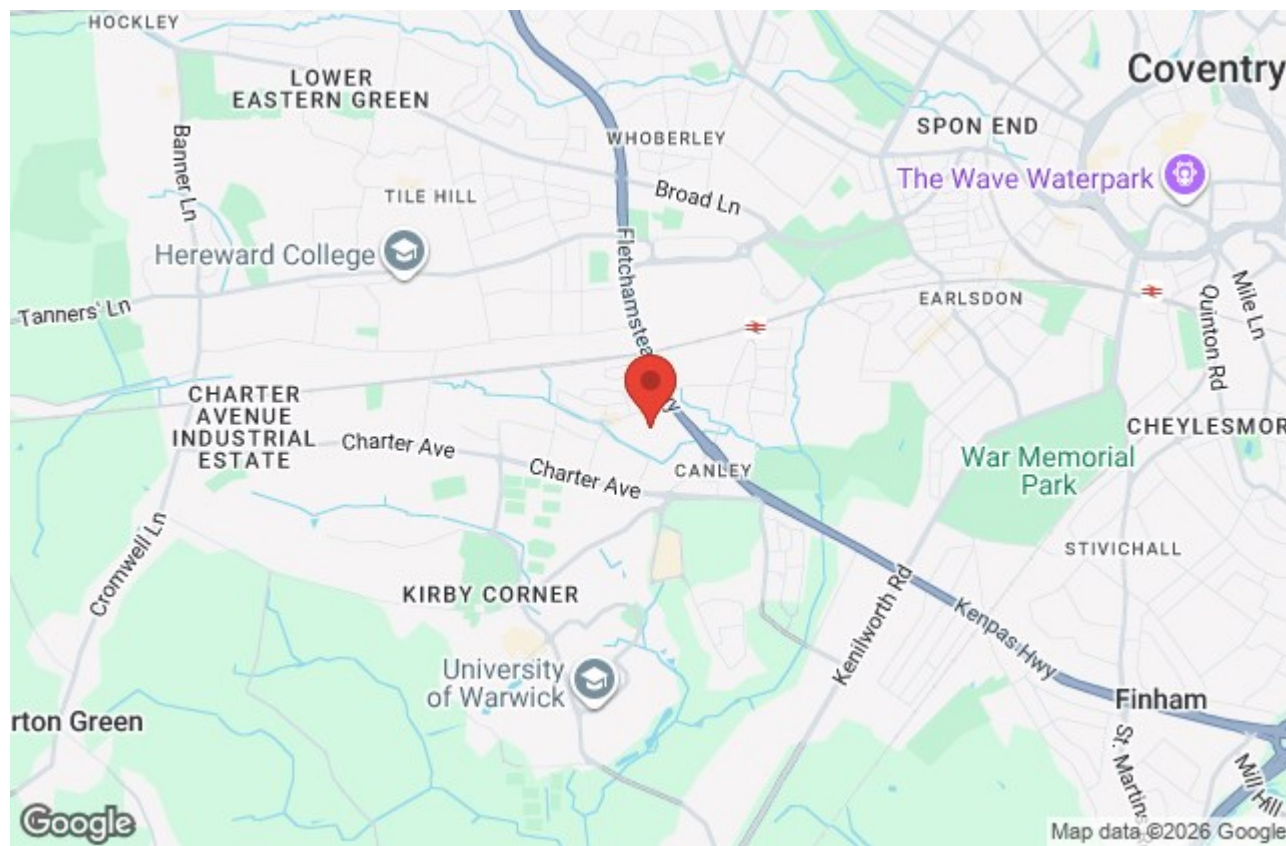 HOCKLEY
LOWER
EASTERN GREEN
Coventry
WHOBERLEY
SPON END
Banner Ln
TILE HILL
Broad Ln
The Wave Waterpark
Hereward College
Fletchamstead
Hwy
Tanners' Ln
EARLSDON
Mile Ln
Quinton Rd
CHARTER
AVENUE
INDUSTRIAL
ESTATE
Charter Ave
Charter Ave
CANLEY
War Memorial
Park
CHEYLESMOR
Cromwell Ln
STIVICHALL
KIRBY CORNER
Kenilworth Rd
Kenpas Hwy
University
of Warwick
rton Green
Finham
St. Martins
Mill Hil
Google
Map data ©2026 Google